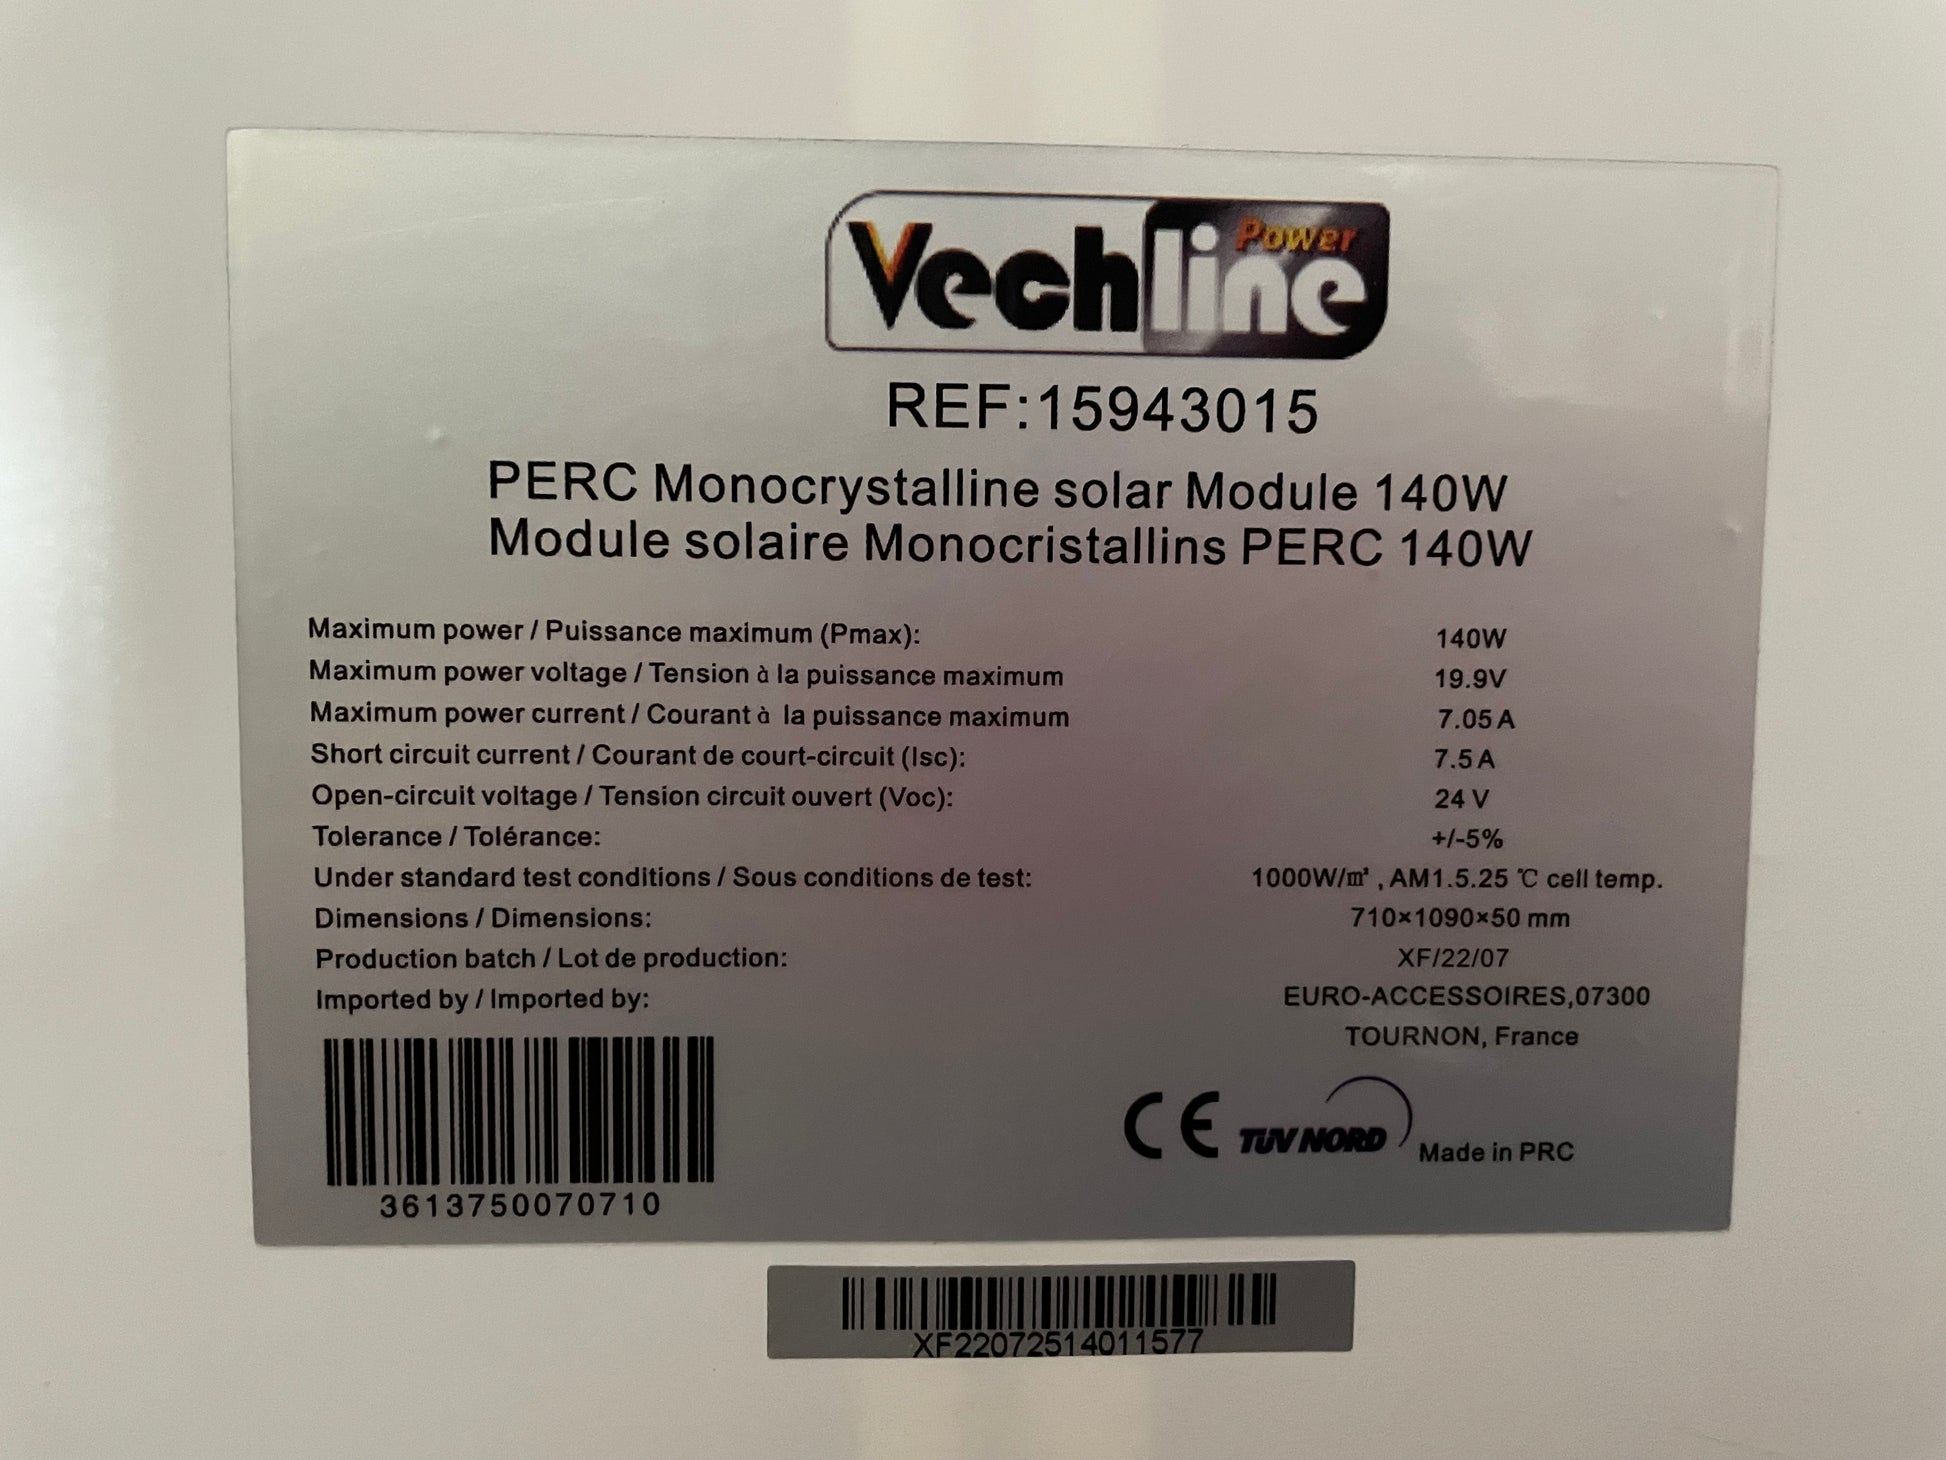 Vechline Power
REF:15943015
PERC Monocrystalline solar Module 140W
Module solaire Monocristallins PERC 140W
Maximum power / Puissance maximum (Pmax): 140W
Maximum power voltage / Tension à la puissance maximum 19.9V
Maximum power current / Courant à la puissance maximum 7.05 A
Short circuit current / Courant de court-circuit (Isc): 7.5 A
Open-circuit voltage / Tension circuit ouvert (Voc): 24 V
Tolerance / Tolérance: +/-5%
Under standard test conditions / Sous conditions de test: 1000W/m² , AM1.5.25 ℃ cell temp.
Dimensions / Dimensions: 710×1090×50 mm
Production batch / Lot de production: XF/22/07
Imported by / Imported by: EURO-ACCESSOIRES,07300
TOURNON, France
CE TÜV NORD Made in PRC
3613750070710
XF22072514011577